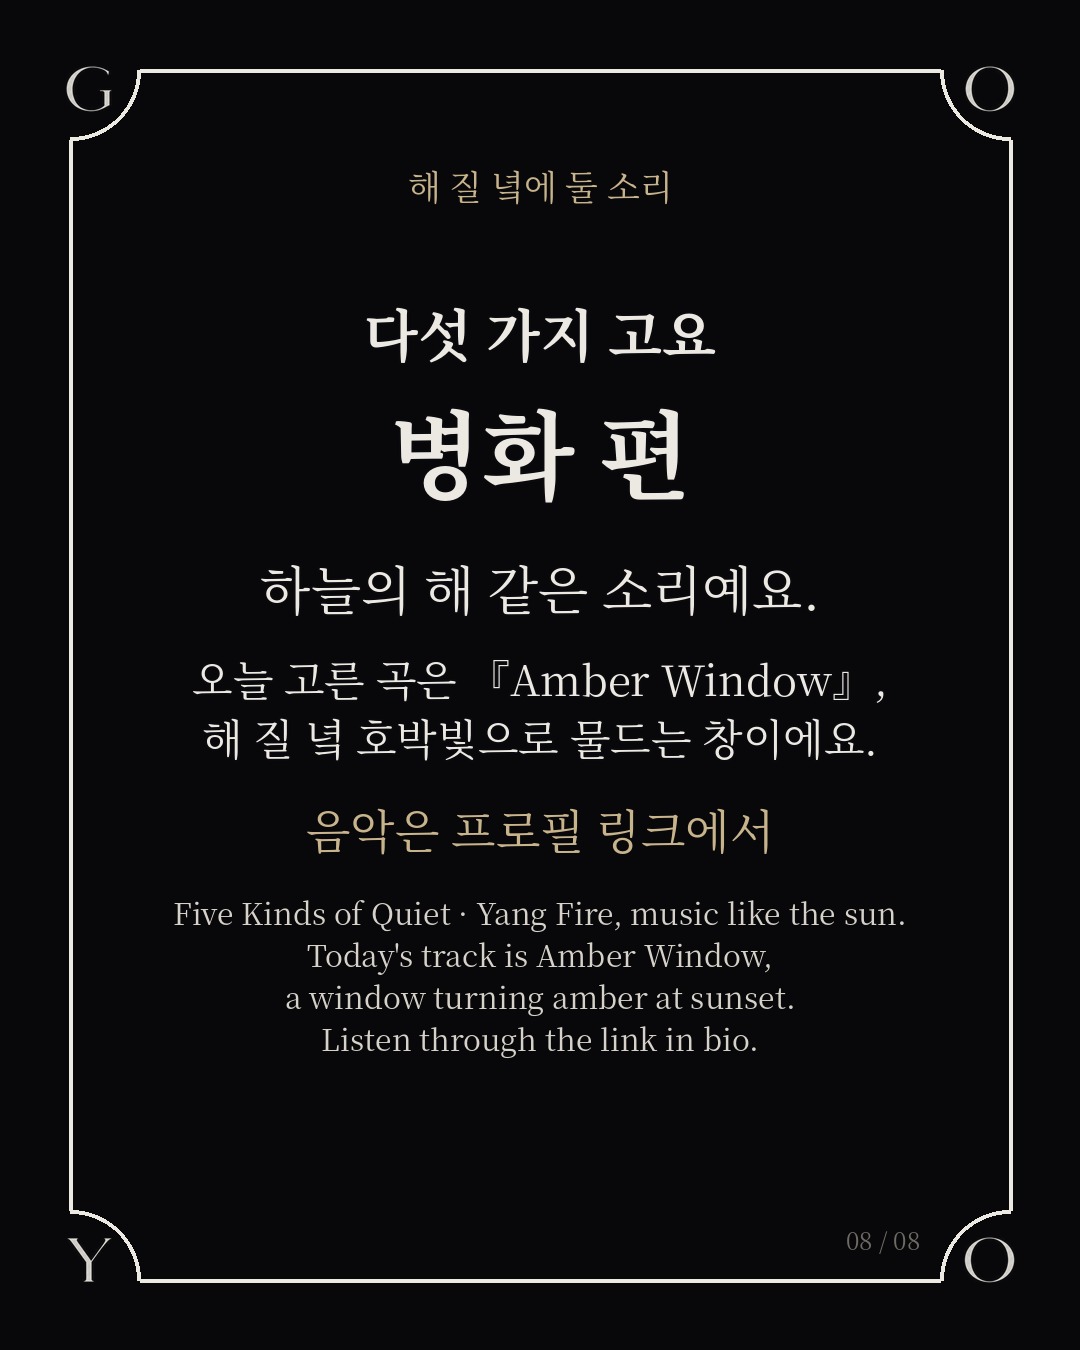 G O
해 질 녘에 둘 소리
다섯 가지 고요
병화 편
하늘의 해 같은 소리예요.
오늘 고른 곡은 『Amber Window』,
해 질 녘 호박빛으로 물드는 창이에요.
음악은 프로필 링크에서
Five Kinds of Quiet · Yang Fire, music like the sun.
Today's track is Amber Window,
a window turning amber at sunset.
Listen through the link in bio.
08 / 08
Y O